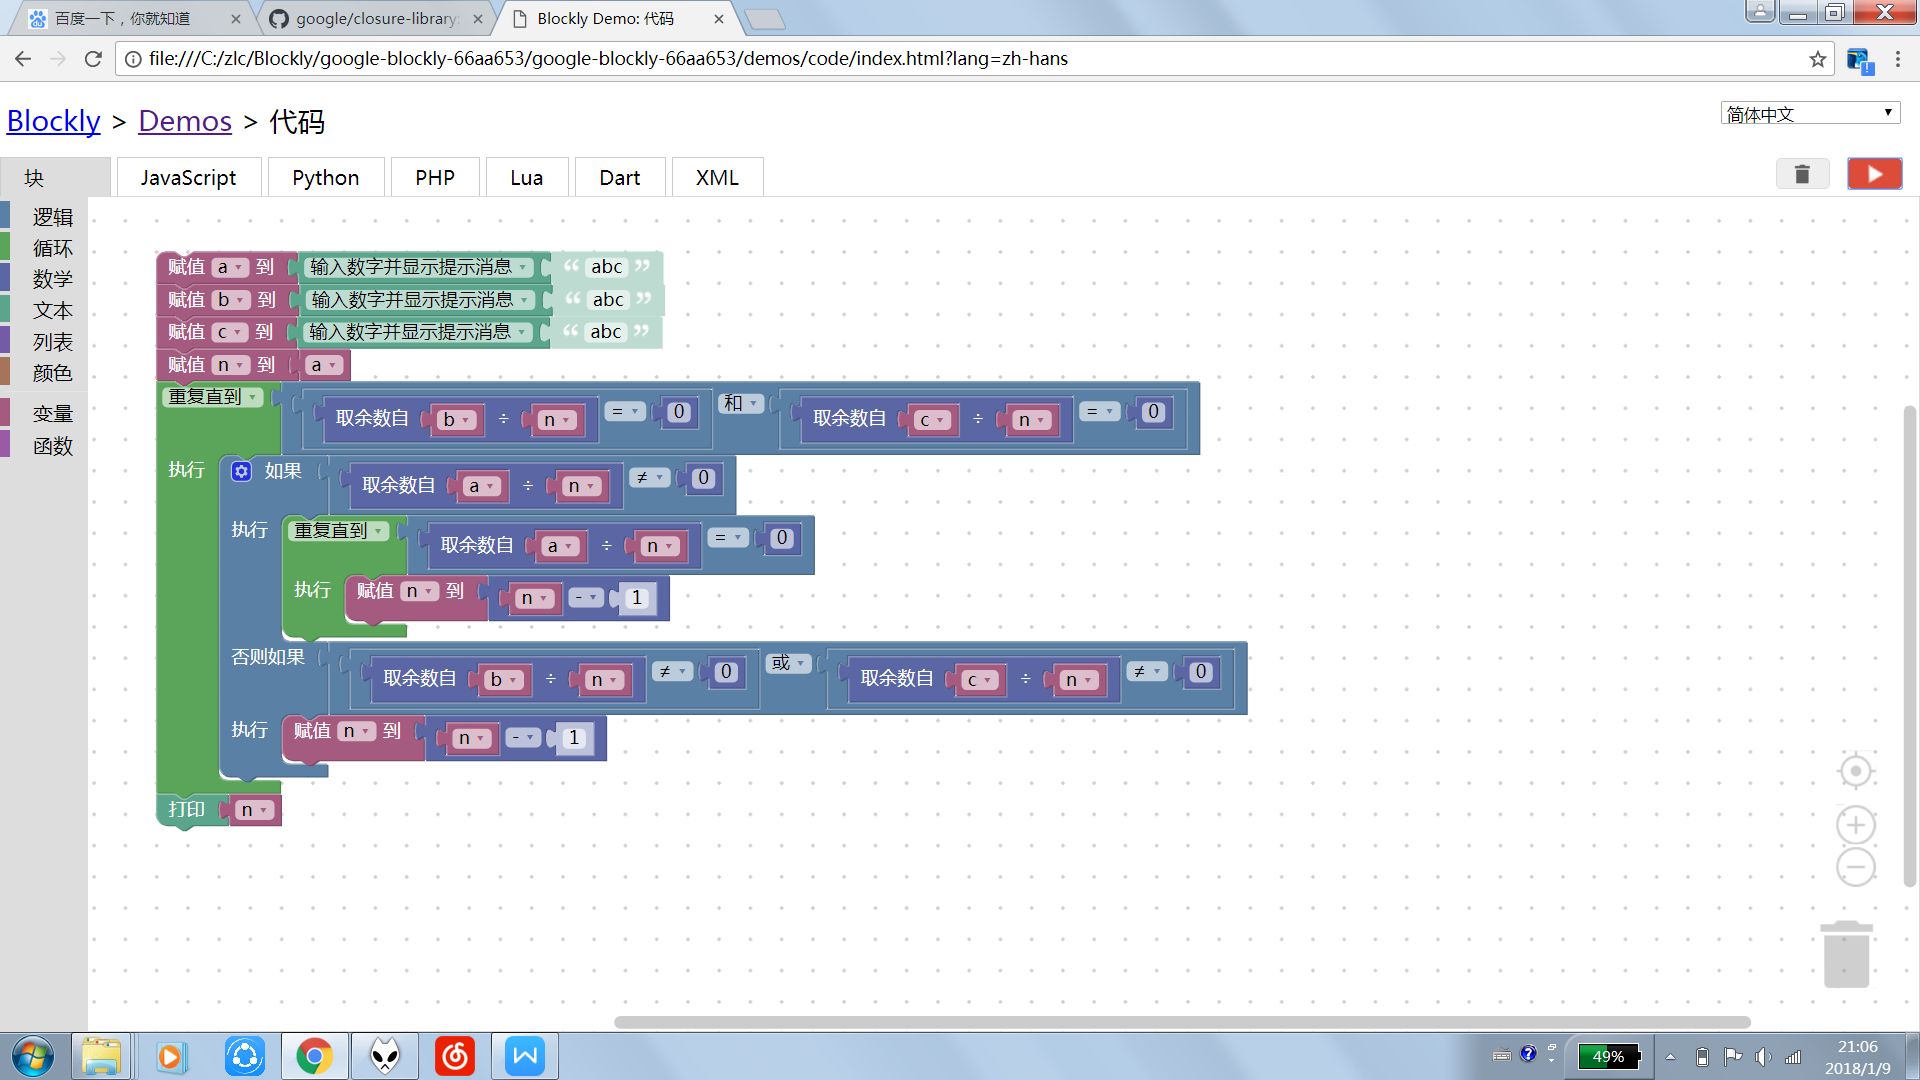 百度一下，你就知道
google/closure-library
Blockly Demo: 代码
file:///C:/zlc/Blockly/google-blockly-66aa653/google-blockly-66aa653/demos/code/index.html?lang=zh-hans
Blockly > Demos > 代码
简体中文
块 JavaScript Python PHP Lua Dart XML
逻辑
循环
数学
文本
列表
颜色
变量
函数
赋值 a 到 输入数字并显示提示消息 “ abc ”
赋值 b 到 输入数字并显示提示消息 “ abc ”
赋值 c 到 输入数字并显示提示消息 “ abc ”
赋值 n 到 a
重复直到 取余数自 b ÷ n = 0 和 取余数自 c ÷ n = 0
执行 如果 取余数自 a ÷ n ≠ 0
执行 重复直到 取余数自 a ÷ n = 0
执行 赋值 n 到 n - 1
否则如果 取余数自 b ÷ n ≠ 0 或 取余数自 c ÷ n ≠ 0
执行 赋值 n 到 n - 1
打印 n
49%
21:06
2018/1/9